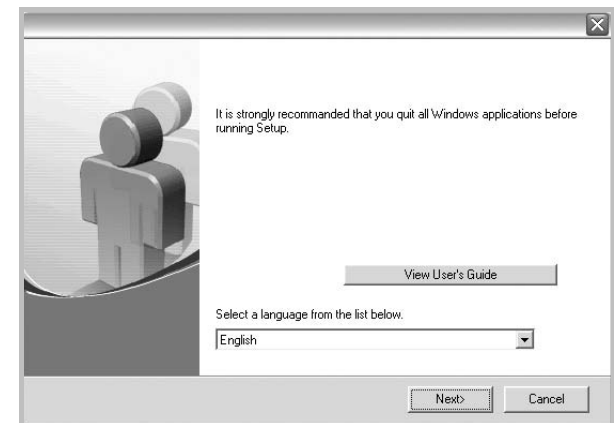 It is strongly recommanded that you quit all Windows applications before
running Setup.
View User's Guide
Select a language from the list below.
English
Next>
Cancel